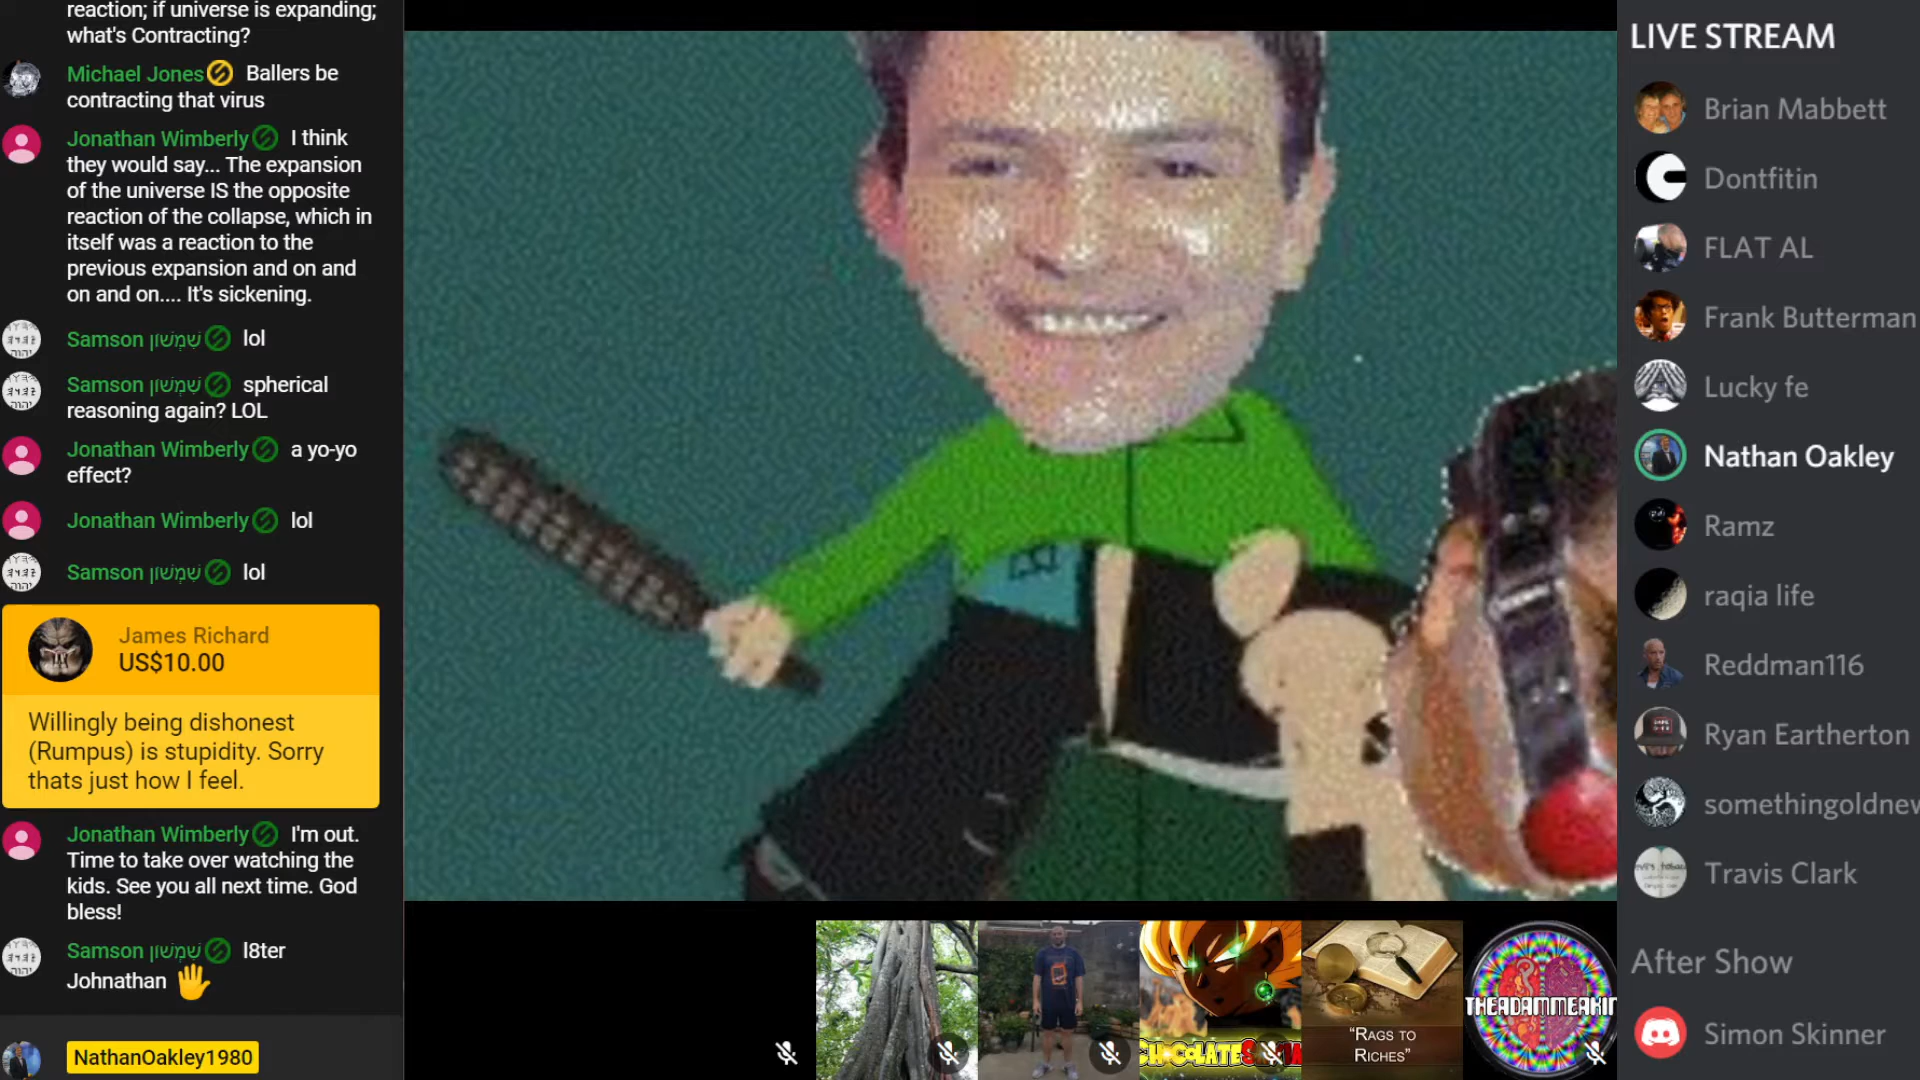 reaction; if universe is expanding;
what's Contracting?
Michael Jones Ballers be
contracting that virus
Jonathan Wimberly I think
they would say... The expansion
of the universe IS the opposite
reaction of the collapse, which in
itself was a reaction to the
previous expansion and on and
on and on.... It's sickening.
Samson שִׁמְשׁוֹן| lol
Samson שִׁמְשׁוֹן| spherical
reasoning again? LOL
Jonathan Wimberly a yo-yo
effect?
Jonathan Wimberly lol
Samson שִׁמְשׁוֹן| lol
James Richard
US$10.00
Willingly being dishonest
(Rumpus) is stupidity. Sorry
thats just how I feel.
Jonathan Wimberly I'm out.
Time to take over watching the
kids. See you all next time. God
bless!
Samson שִׁמְשׁוֹן| l8ter
Johnathan 🖐
NathanOakley1980
"RAGS TO
RICHES"
LIVE STREAM
Brian Mabbett
Dontfitin
FLAT AL
Frank Butterman
Lucky fe
Nathan Oakley
Ramz
raqia life
Reddman116
Ryan Eartherton
somethingoldnew
Travis Clark
After Show
Simon Skinner